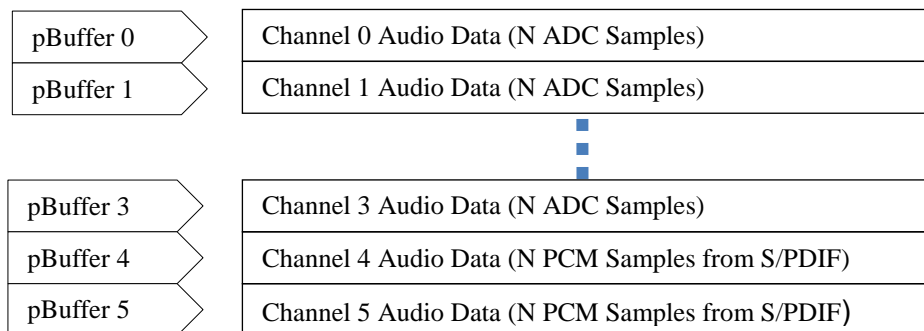 pBuffer 0 Channel 0 Audio Data (N ADC Samples)
pBuffer 1 Channel 1 Audio Data (N ADC Samples)
pBuffer 3 Channel 3 Audio Data (N ADC Samples)
pBuffer 4 Channel 4 Audio Data (N PCM Samples from S/PDIF)
pBuffer 5 Channel 5 Audio Data (N PCM Samples from S/PDIF)